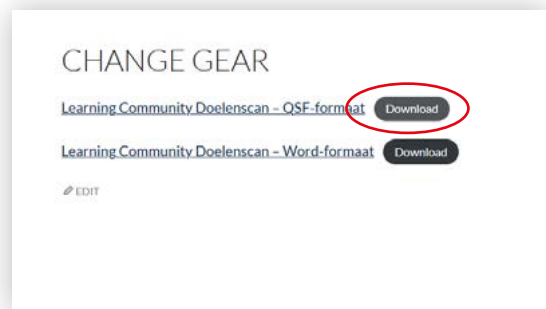 CHANGE GEAR
Learning Community Doelenscan – QSF-formaat Download
Learning Community Doelenscan – Word-formaat Download
EDIT